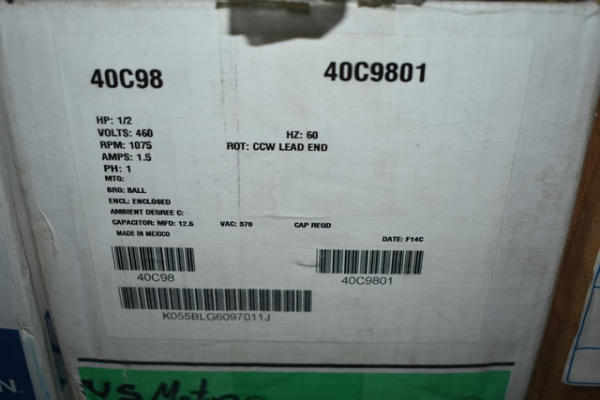 40C98 40C9801
HP: 1/2
VOLTS: 460 HZ: 60
RPM: 1075 ROT: CCW LEAD END
AMPS: 1.5
PH: 1
MTG:
BRG: BALL
ENCL: ENCLOSED
AMBIENT DEGREE C:
CAPACITOR: MFD: 12.5 VAC: 370 CAP REQD
MADE IN MEXICO DATE: F14C
40C98 40C9801
K055BLG6097011J
US Motor
N